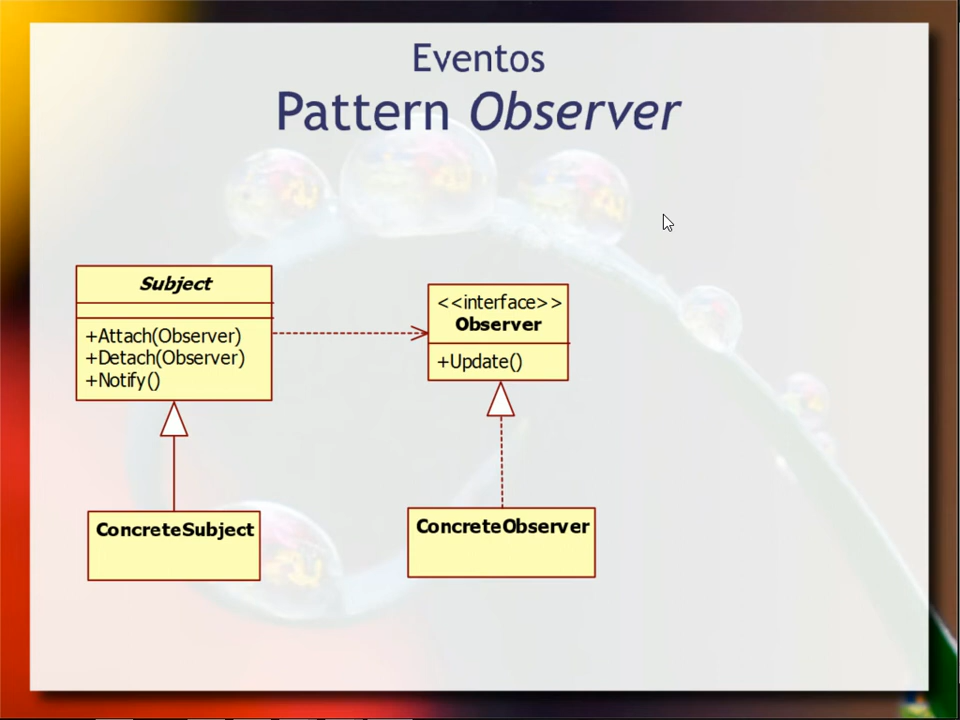 Eventos
Pattern Observer
Subject
+Attach(Observer)
+Detach(Observer)
+Notify()
<<interface>>
Observer
+Update()
ConcreteSubject
ConcreteObserver